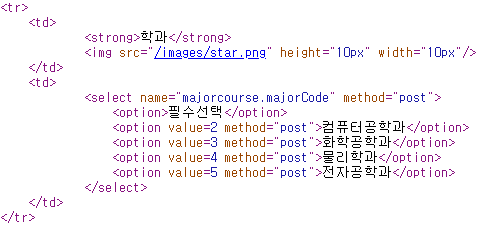 <tr>
<td>
<strong>학과</strong>
<img src="/images/star.png" height="10px" width="10px"/>
</td>
<td>
<select name="majorcourse.majorCode" method="post">
<option>필수선택</option>
<option value=2 method="post">컴퓨터공학과</option>
<option value=3 method="post">화학공학과</option>
<option value=4 method="post">물리학과</option>
<option value=5 method="post">전자공학과</option>
</select>
</td>
</tr>